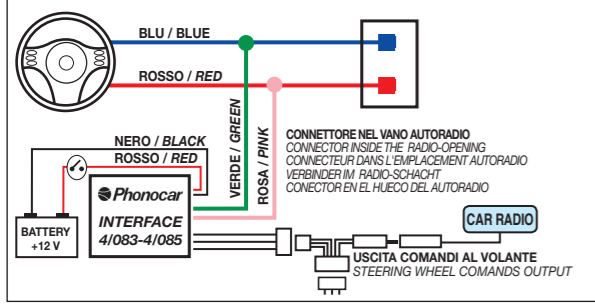 BLU / BLUE
ROSSO / RED
NERO / BLACK
ROSSO / RED
VERDE / GREEN
ROSA / PINK
CONNETTORE NEL VANO AUTORADIO
CONNECTOR INSIDE THE RADIO-OPENING
CONNECTEUR DANS L'EMPLACEMENT AUTORADIO
VERBINDER IM RADIO-SCHACHT
CONECTOR EN EL HUECO DEL AUTORADIO
Phonocar
INTERFACE
4/083-4/085
BATTERY
+12 V
CAR RADIO
USCITA COMANDI AL VOLANTE
STEERING WHEEL COMANDS OUTPUT